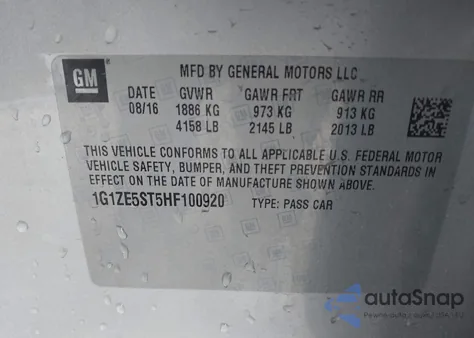 GM
MFD BY GENERAL MOTORS LLC
DATE GVWR GAWR FRT GAWR RR
08/16 1886 KG 973 KG 913 KG
4158 LB 2145 LB 2013 LB
THIS VEHICLE CONFORMS TO ALL APPLICABLE U.S. FEDERAL MOTOR
VEHICLE SAFETY, BUMPER, AND THEFT PREVENTION STANDARDS IN
EFFECT ON THE DATE OF MANUFACTURE SHOWN ABOVE.
1G1ZE5ST5HF100920 TYPE: PASS CAR
autoSnap